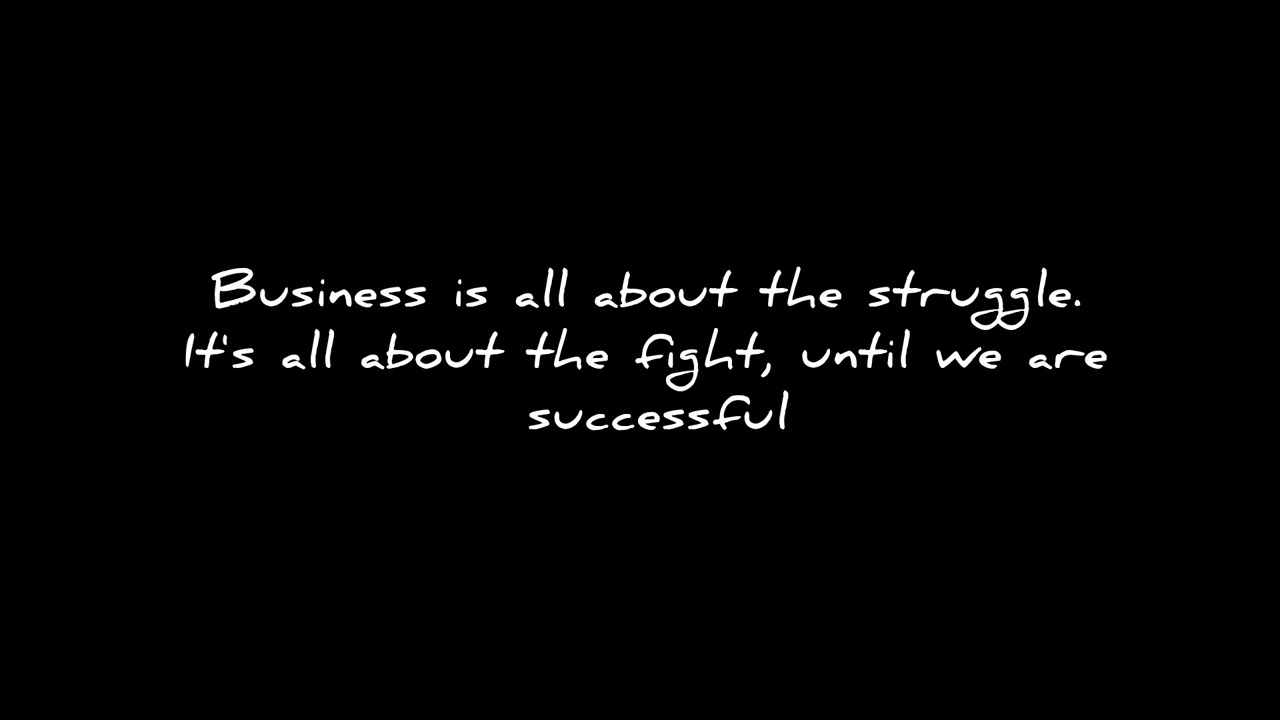 Business is all about the struggle.
It's all about the fight, until we are
successful